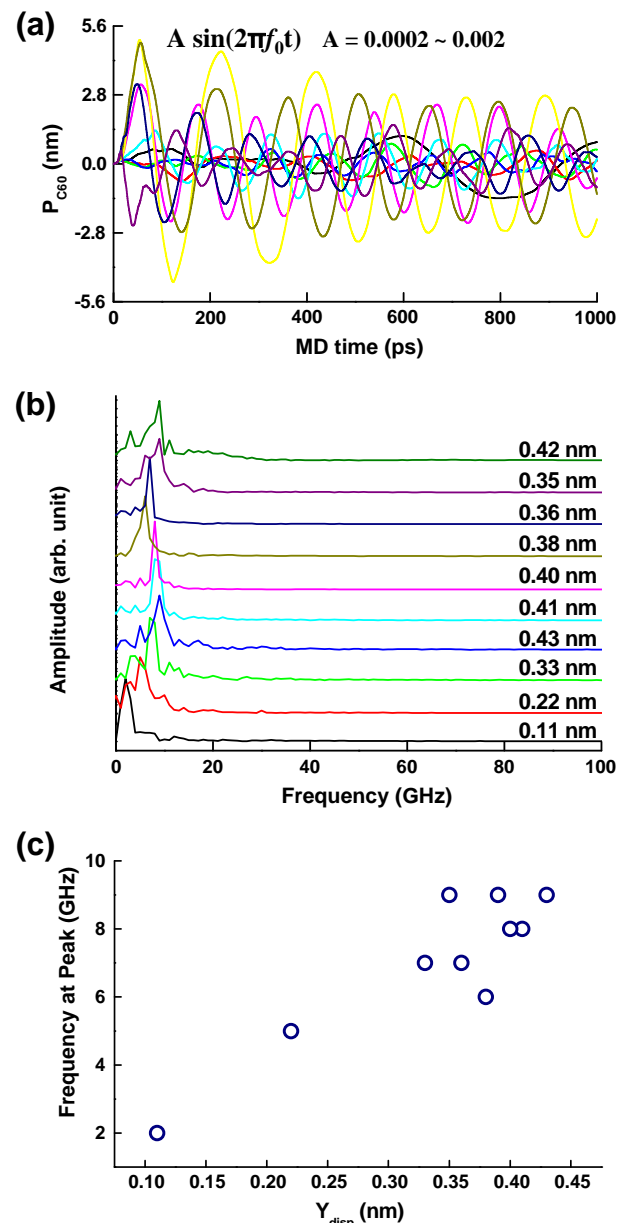 (a)
A sin(2πf₀t) A = 0.0002 ~ 0.002
5.6
2.8
0.0
-2.8
-5.6
P_C60 (nm)
0 200 400 600 800 1000
MD time (ps)
(b)
Amplitude (arb. unit)
0.42 nm
0.35 nm
0.36 nm
0.38 nm
0.40 nm
0.41 nm
0.43 nm
0.33 nm
0.22 nm
0.11 nm
0 20 40 60 80 100
Frequency (GHz)
(c)
Frequency at Peak (GHz)
10
8
6
4
2
0.10 0.15 0.20 0.25 0.30 0.35 0.40 0.45
Y_disp (nm)